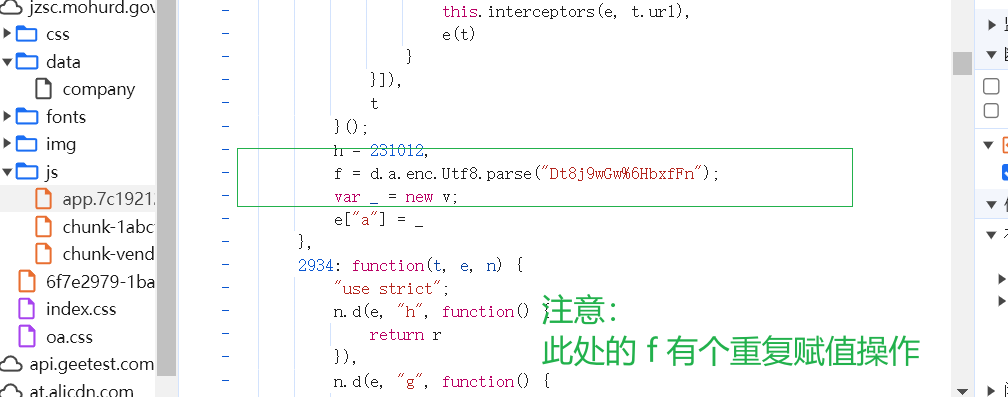 jzsc.mohurd.gov
css
data
company
fonts
img
js
app.7c1921
chunk-1abc
chunk-vend
6f7e2979-1ba
index.css
oa.css
api.geetest.com
at.alicdn.com
this.interceptors(e, t.url),
e(t)
}
}]),
t
}();
h = 231012,
f = d.a.enc.Utf8.parse("Dt8j9wGw%6HbxfFn");
var _ = new v;
e["a"] = _
},
2934: function(t, e, n) {
"use strict";
n.d(e, "h", function() {
return r
}),
n.d(e, "g", function() {
注意：
此处的 f 有个重复赋值操作